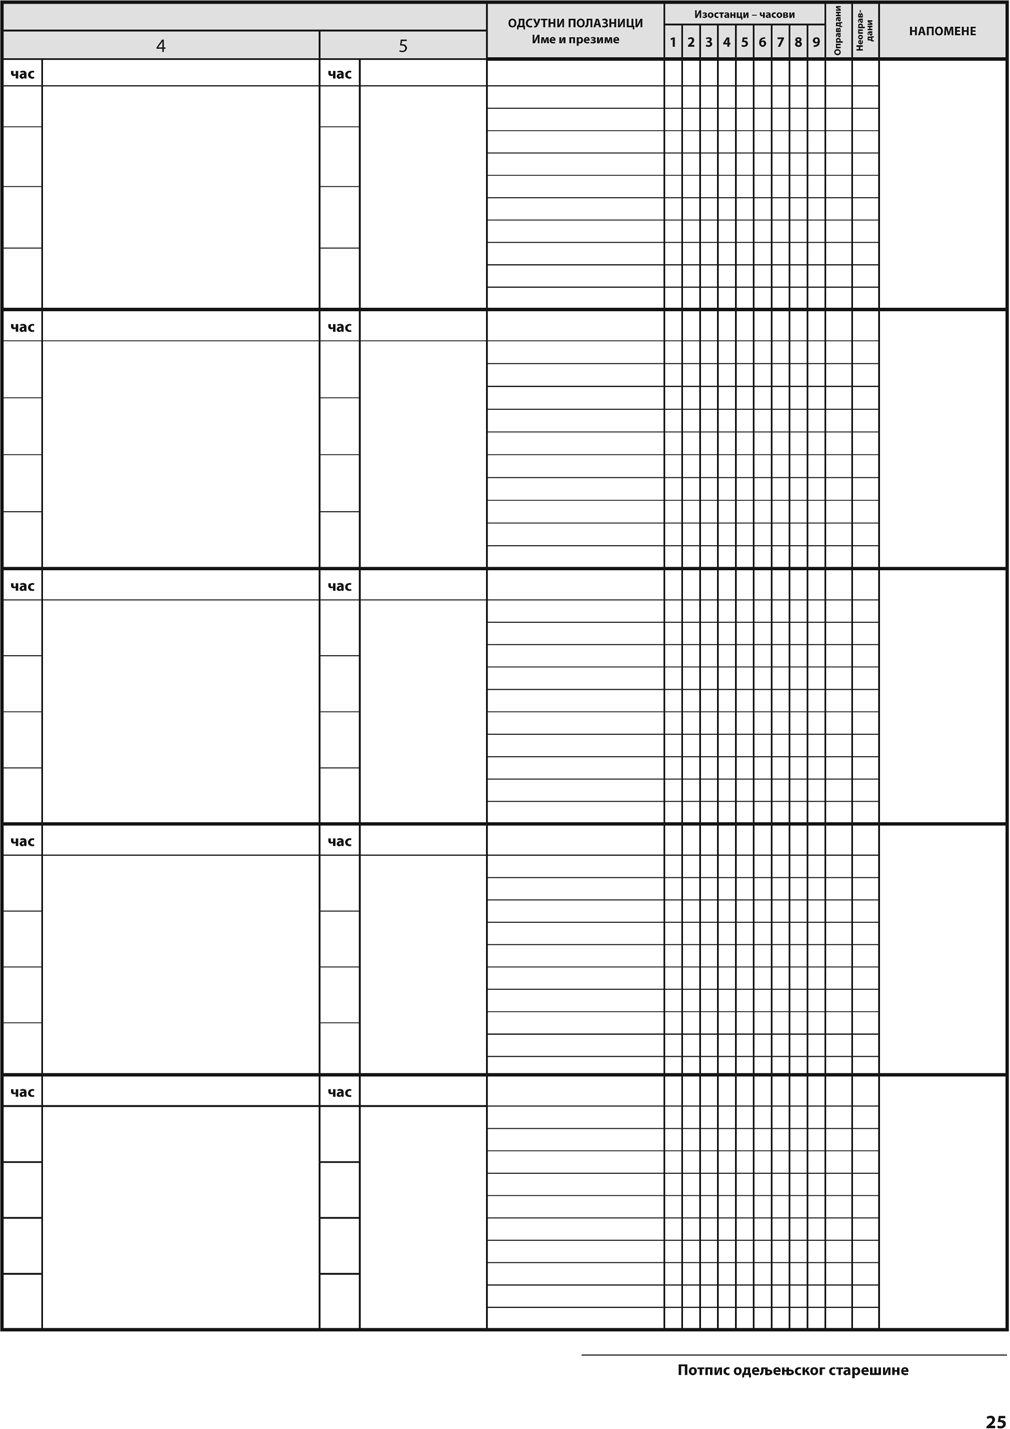 4
5
ОДСУТНИ ПОЛАЗНИЦИ
Име и презиме
Изостанци – часови
1 2 3 4 5 6 7 8 9
Оправдани
Неоправ-
дани
НАПОМЕНЕ
час
час
час
час
час
час
час
час
час
час
Потпис одељењског старешине
25